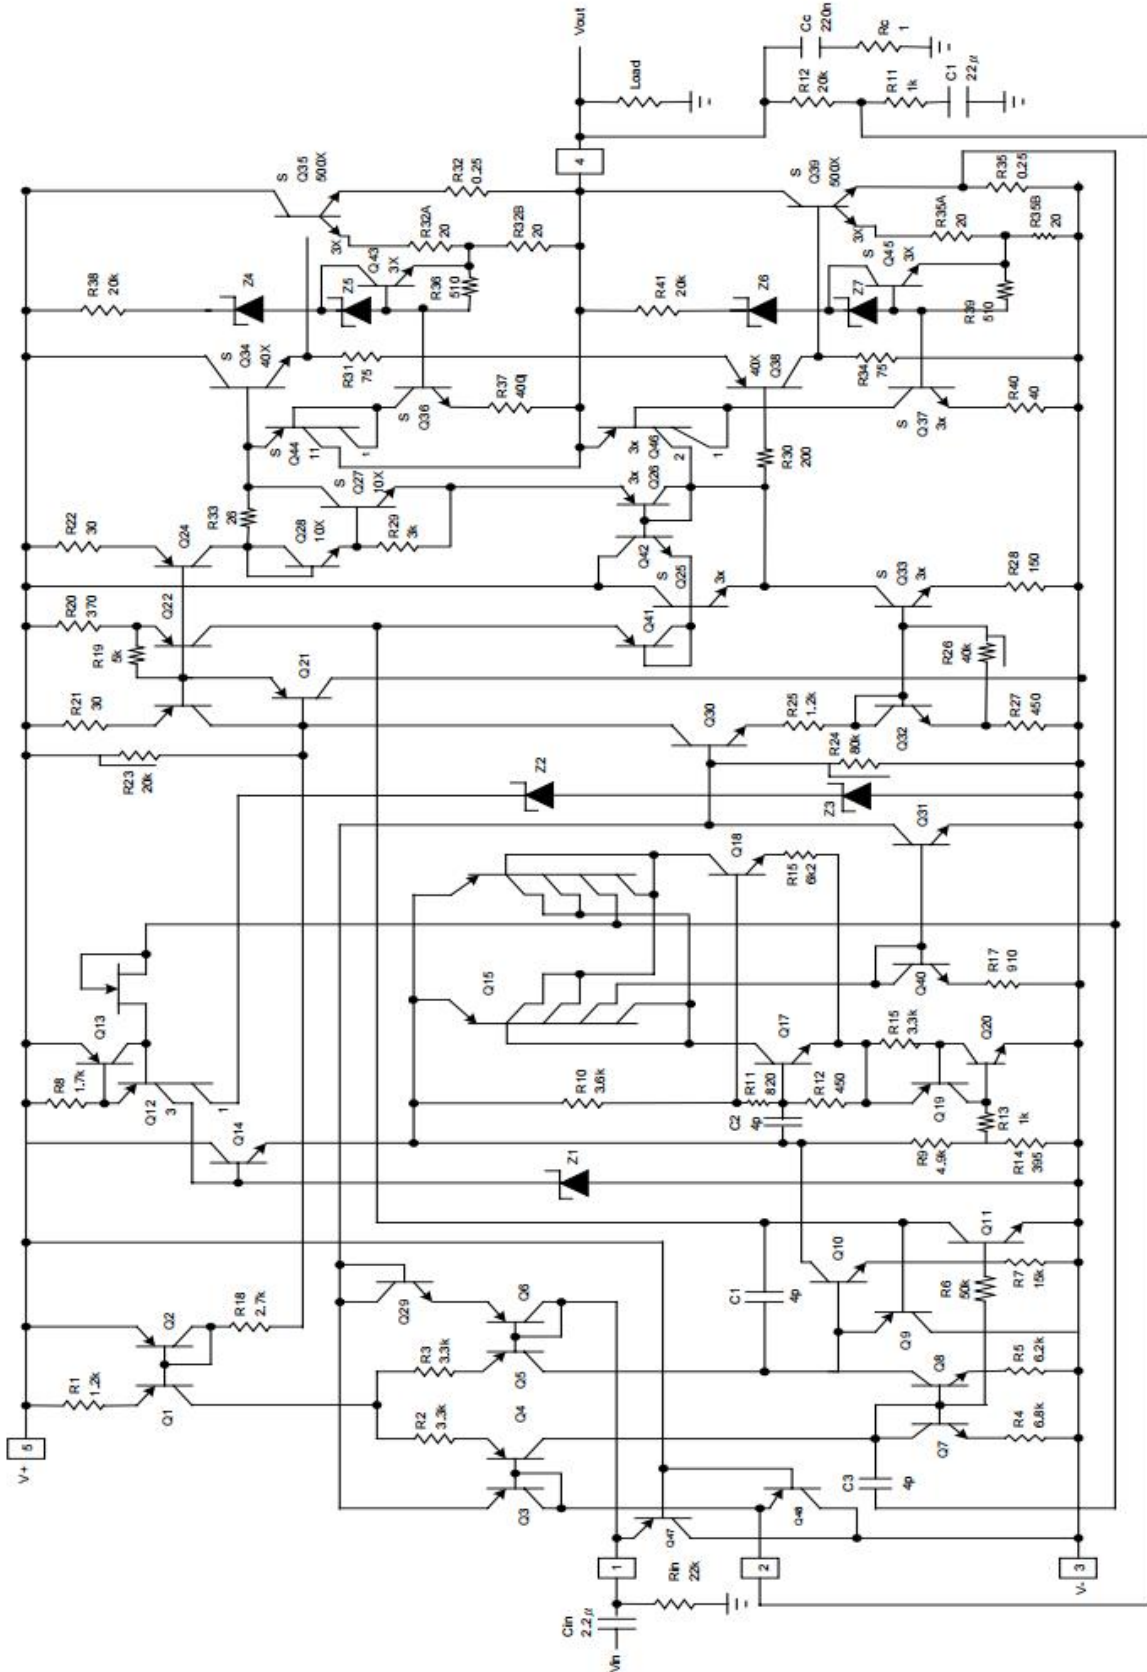 V+
5
R1
1.2k
Q1
Q2
R18
2.7k
R2
3.3k
R3
3.3k
Q3
Q4
Q5
Q6
Q29
Cin
2.2µ
Vin
1
Rin
22k
2
Q47
Q48
C3
4p
C1
4p
Q7
Q8
Q9
Q10
Q11
R4
6.8k
R5
6.2k
R6
50k
R7
15k
V-
3
R8
1.7k
Q12
3
1
Q13
Q14
Z1
Q15
R10
3.6k
R11
820
C2
4p
R12
450
Q17
Q18
R15
6k2
R15
3.3k
R9
4.9k
R13
1k
R14
395
Q19
Q20
Q40
R17
910
Q31
Z2
Z3
R23
20k
R21
30
R19
5k
R20
370
R22
30
Q21
Q22
Q24
Q30
R25
1.2k
R24
80k
Q32
R27
450
R26
40k
S
Q33
3x
R28
150
R33
26
Q28
10X
S
Q27
10X
R29
3k
Q41
Q42
S
Q25
3x
3x
Q26
R30
200
S
Q44
11
1
S
Q34
40X
R31
75
S
Q36
R37
400
3x
Q46
2
1
40X
Q38
R34
75
S
Q37
3x
R40
40
R38
20k
Z4
Z5
Q43
3X
R36
510
R41
20k
Z6
Z7
S
Q45
3X
R39
510
S
Q35
500X
3X
R32
0.25
R32A
20
R32B
20
S
Q39
500X
3X
R35
0.25
R35A
20
R35B
20
4
Vout
Load
Cc
220n
Rc
1
R12
20k
R11
1k
C1
22µ